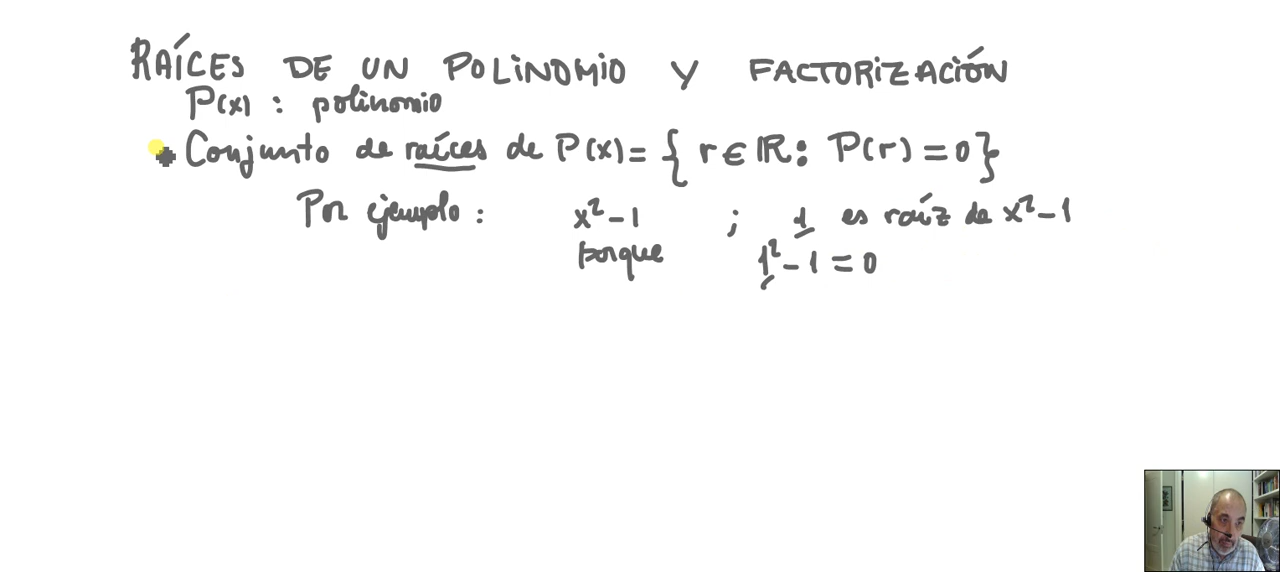 RAÍCES DE UN POLINOMIO Y FACTORIZACIÓN
P(x) : polinomio
Conjunto de raíces de P(x) = { r ∈ ℝ : P(r) = 0 }
Por ejemplo : x² - 1 ; 1 es raíz de x² - 1
porque 1² - 1 = 0